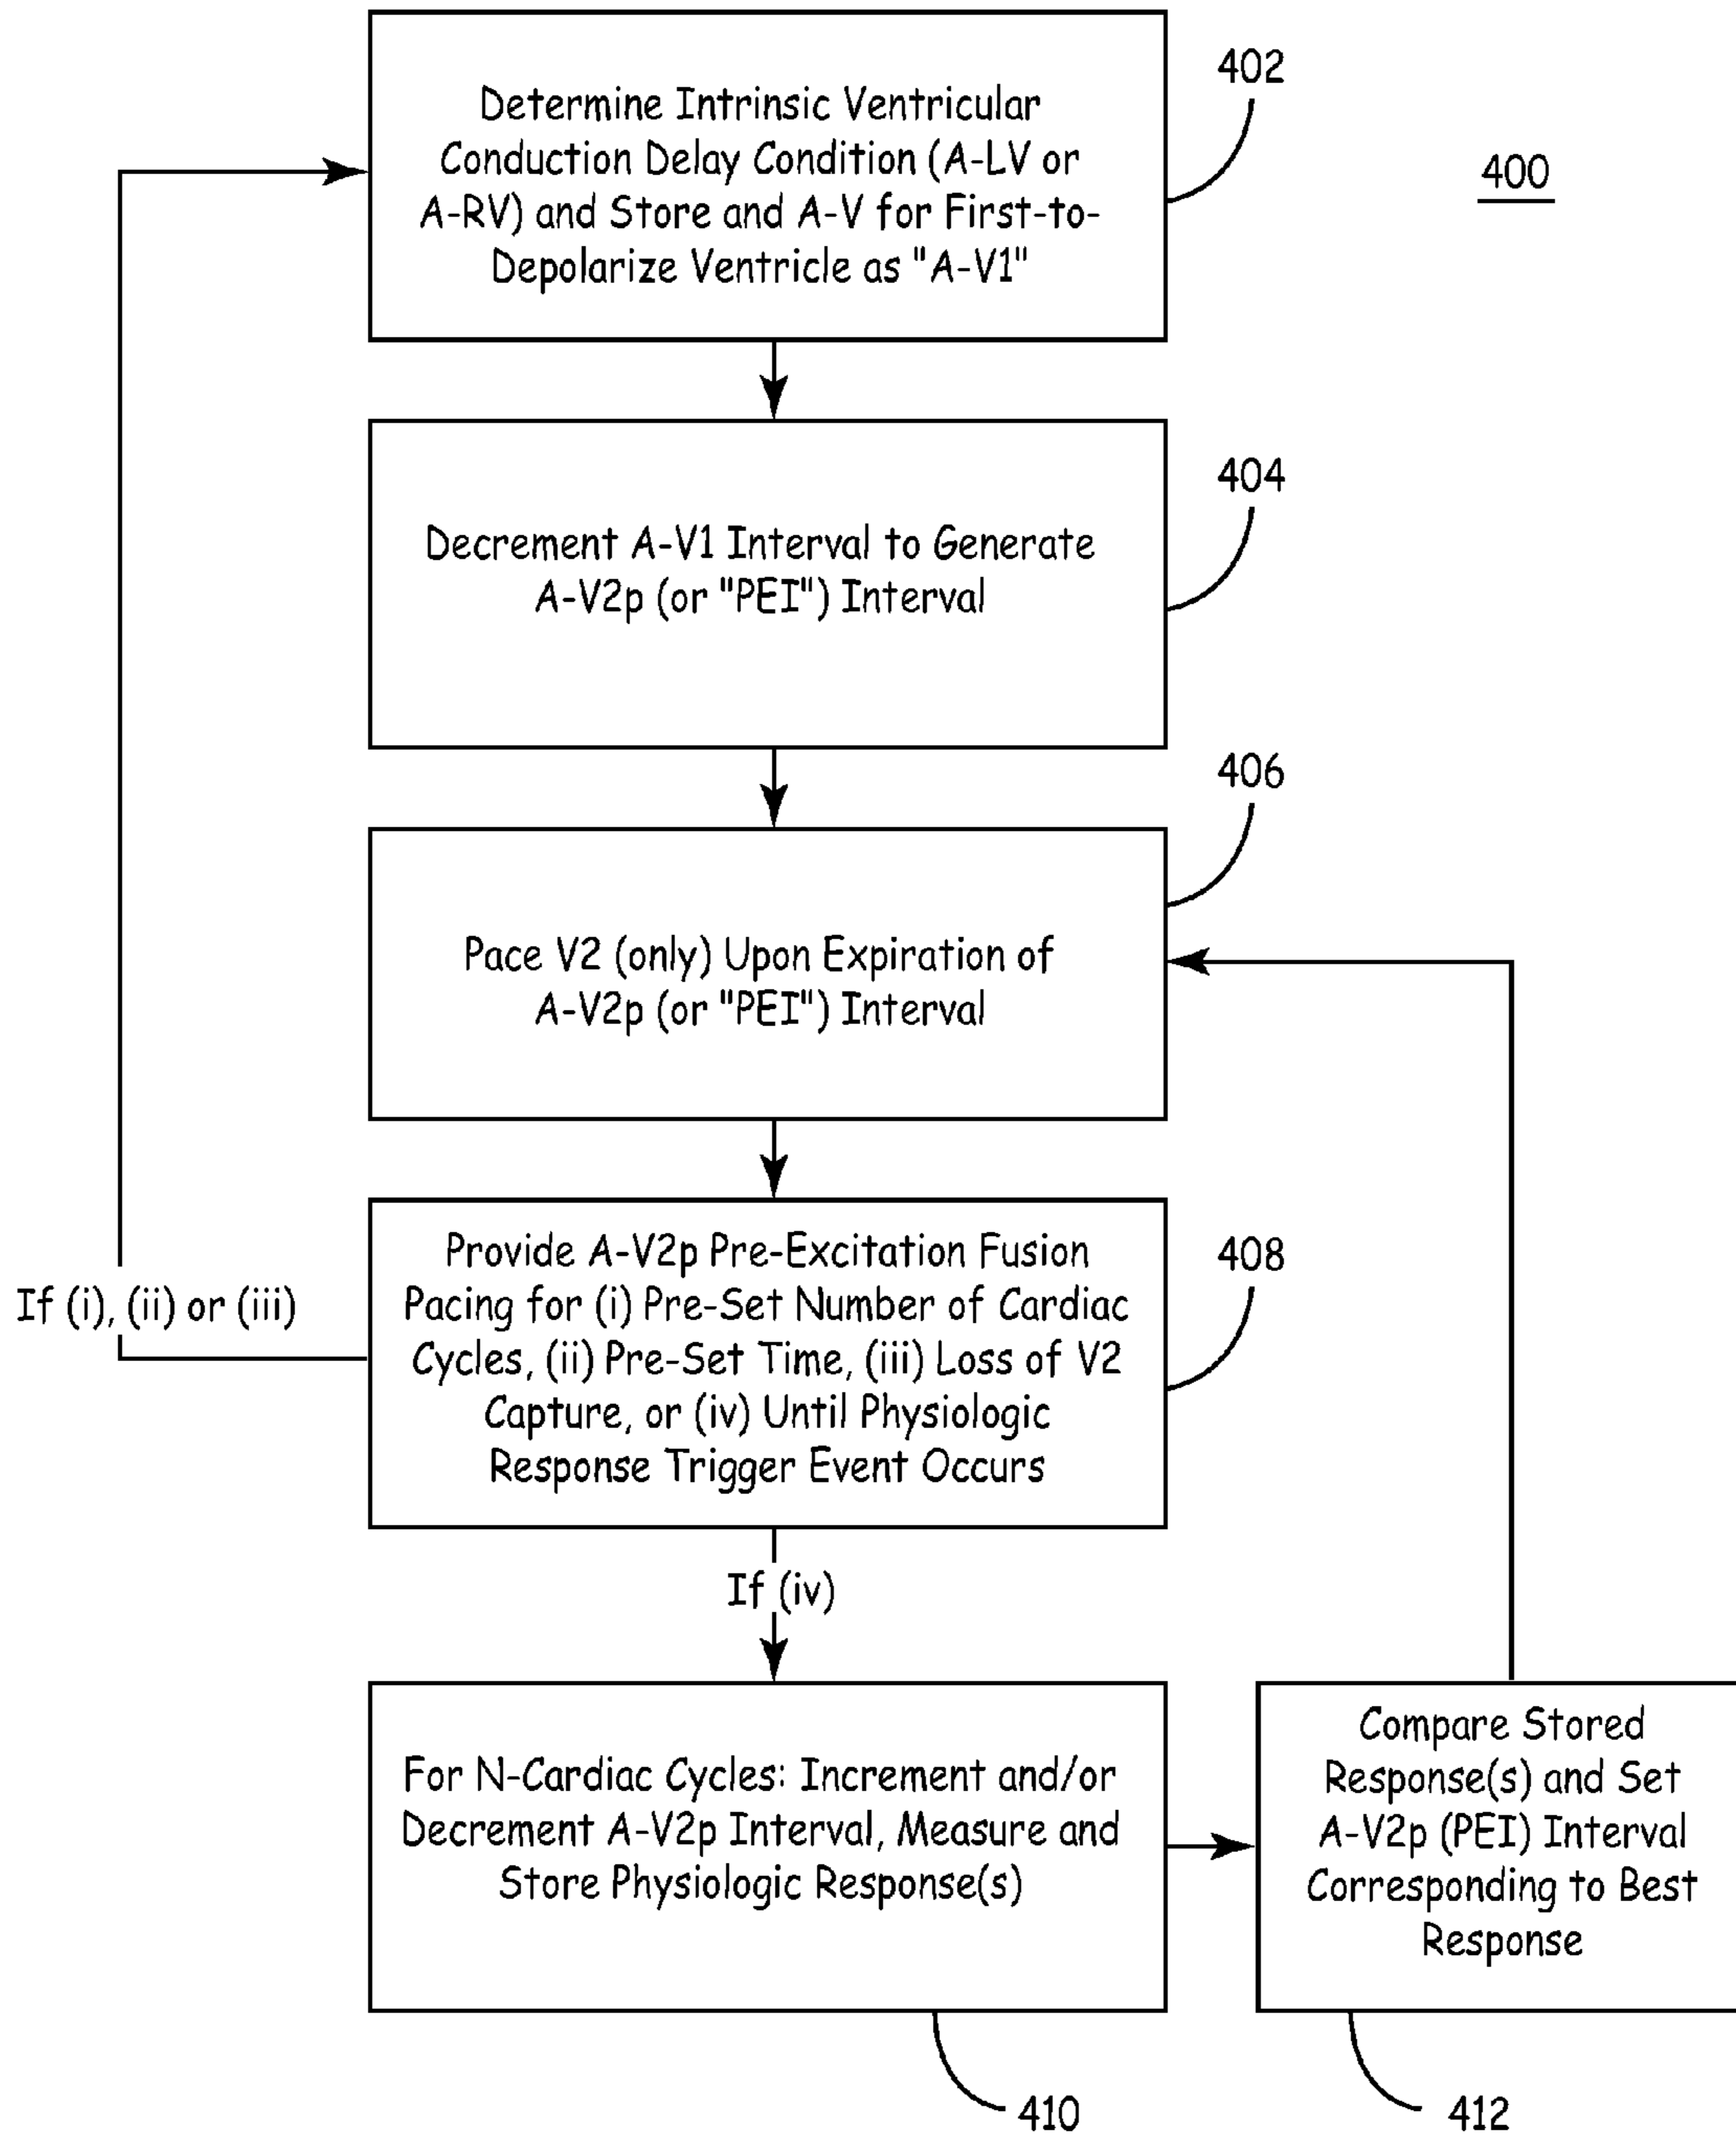 Determine Intrinsic Ventricular
Conduction Delay Condition (A-LV or
A-RV) and Store and A-V for First-to-
Depolarize Ventricle as "A-V1"
402
400
Decrement A-V1 Interval to Generate
A-V2p (or "PEI") Interval
404
Pace V2 (only) Upon Expiration of
A-V2p (or "PEI") Interval
406
Provide A-V2p Pre-Excitation Fusion
Pacing for (i) Pre-Set Number of Cardiac
Cycles, (ii) Pre-Set Time, (iii) Loss of V2
Capture, or (iv) Until Physiologic
Response Trigger Event Occurs
408
If (i), (ii) or (iii)
If (iv)
For N-Cardiac Cycles: Increment and/or
Decrement A-V2p Interval, Measure and
Store Physiologic Response(s)
410
Compare Stored
Response(s) and Set
A-V2p (PEI) Interval
Corresponding to Best
Response
412